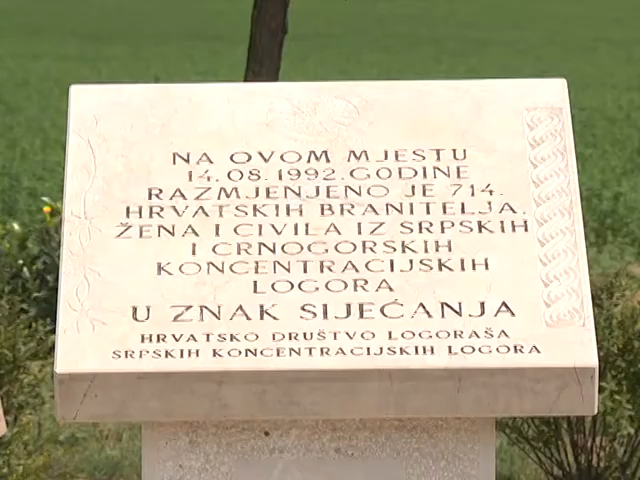 NA OVOM MJESTU
14.08.1992.GODINE
RAZMJENJENO JE 714.
HRVATSKIH BRANITELJA.
ŽENA I CIVILA IZ SRPSKIH
I CRNOGORSKIH
KONCENTRACIJSKIH
LOGORA
U ZNAK SIJEĆANJA
HRVATSKO DRUŠTVO LOGORAŠA
SRPSKIH KONCENTRACIJSKIH LOGORA